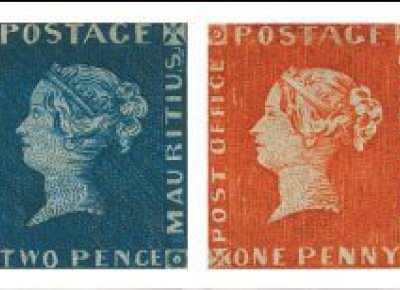 POSTAGE
MAURITIUS
TWO PENCE
POSTAGE
POST OFFICE
ONE PENNY